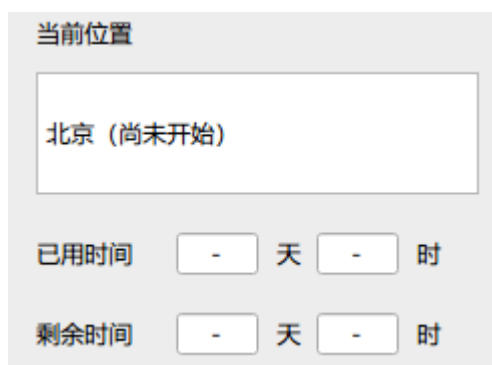 当前位置
北京（尚未开始）
已用时间 - 天 - 时
剩余时间 - 天 - 时